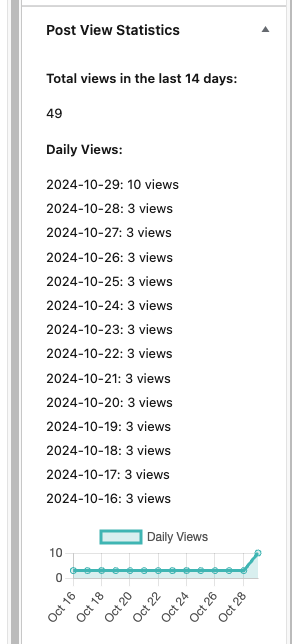 Post View Statistics
Total views in the last 14 days:
49
Daily Views:
2024-10-29: 10 views
2024-10-28: 3 views
2024-10-27: 3 views
2024-10-26: 3 views
2024-10-25: 3 views
2024-10-24: 3 views
2024-10-23: 3 views
2024-10-22: 3 views
2024-10-21: 3 views
2024-10-20: 3 views
2024-10-19: 3 views
2024-10-18: 3 views
2024-10-17: 3 views
2024-10-16: 3 views
Daily Views
10
0
Oct 16
Oct 18
Oct 20
Oct 22
Oct 24
Oct 26
Oct 28